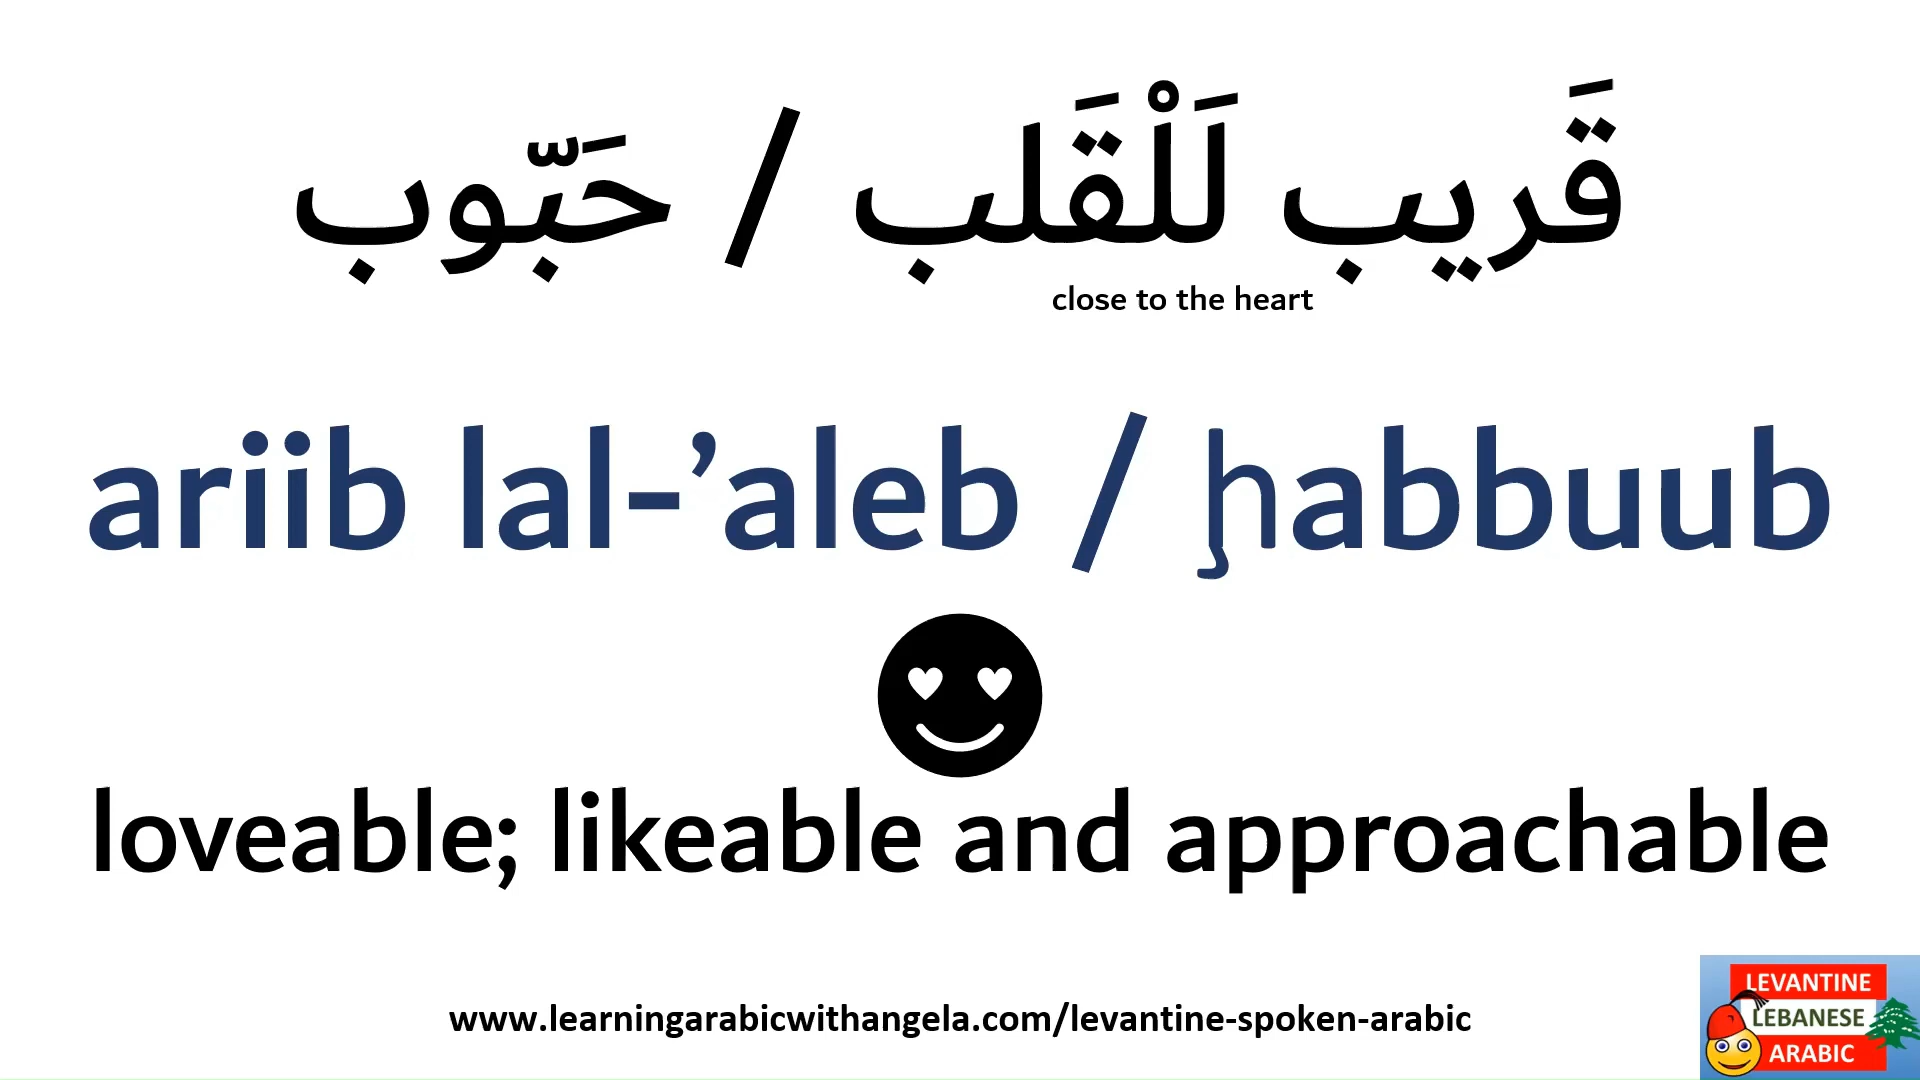 قَريب لَلْقَلب / حَبّوب
close to the heart
ariib lal-’aleb / ḩabbuub
loveable; likeable and approachable
www.learningarabicwithangela.com/levantine-spoken-arabic
LEVANTINE
LEBANESE
ARABIC